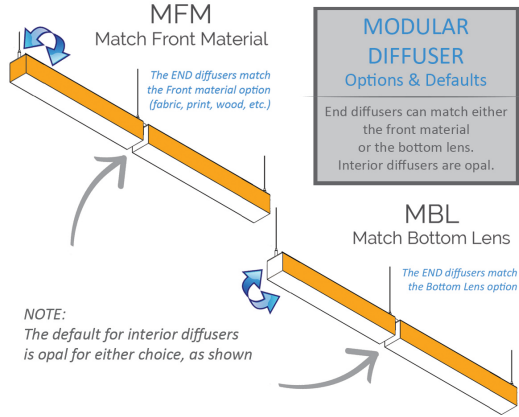 MFM
Match Front Material
The END diffusers match
the Front material option
(fabric, print, wood, etc.)
MODULAR
DIFFUSER
Options & Defaults
End diffusers can match either
the front material
or the bottom lens.
Interior diffusers are opal.
MBL
Match Bottom Lens
The END diffusers match
the Bottom Lens option
NOTE:
The default for interior diffusers
is opal for either choice, as shown